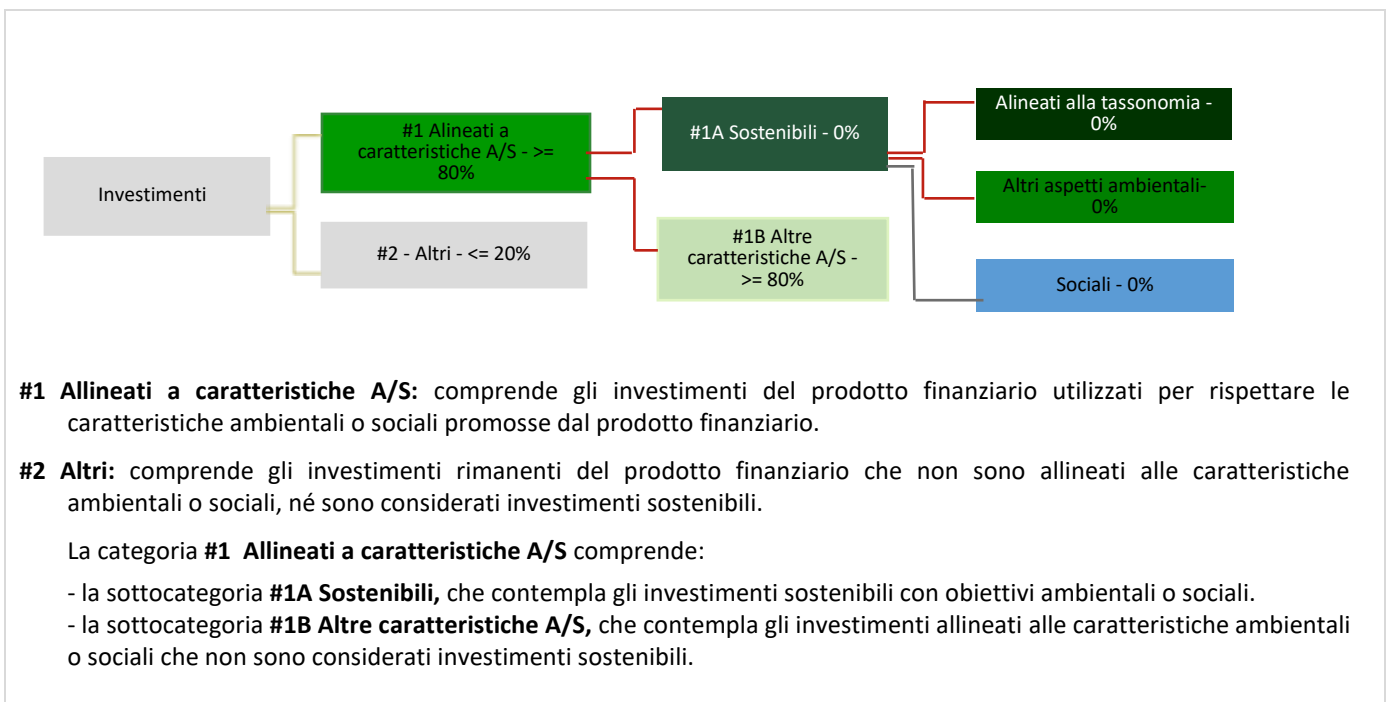 Investimenti
#1 Alineati a
caratteristiche A/S - >=
80%
#2 - Altri - <= 20%
#1A Sostenibili - 0%
#1B Altre
caratteristiche A/S -
>= 80%
Alineati alla tassonomia -
0%
Altri aspetti ambientali-
0%
Sociali - 0%
#1 Allineati a caratteristiche A/S: comprende gli investimenti del prodotto finanziario utilizzati per rispettare le
caratteristiche ambientali o sociali promosse dal prodotto finanziario.
#2 Altri: comprende gli investimenti rimanenti del prodotto finanziario che non sono allineati alle caratteristiche
ambientali o sociali, né sono considerati investimenti sostenibili.
La categoria #1 Allineati a caratteristiche A/S comprende:
- la sottocategoria #1A Sostenibili, che contempla gli investimenti sostenibili con obiettivi ambientali o sociali.
- la sottocategoria #1B Altre caratteristiche A/S, che contempla gli investimenti allineati alle caratteristiche ambientali
o sociali che non sono considerati investimenti sostenibili.